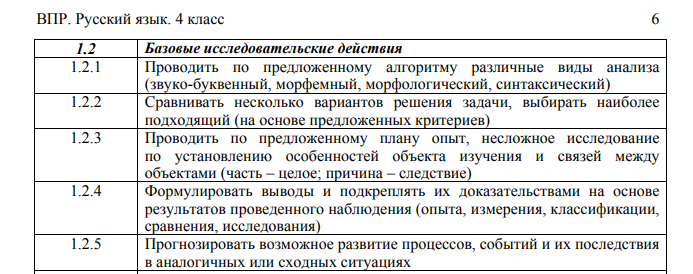 ВПР. Русский язык. 4 класс 6
1.2 Базовые исследовательские действия
1.2.1 Проводить по предложенному алгоритму различные виды анализа
(звуко-буквенный, морфемный, морфологический, синтаксический)
1.2.2 Сравнивать несколько вариантов решения задачи, выбирать наиболее
подходящий (на основе предложенных критериев)
1.2.3 Проводить по предложенному плану опыт, несложное исследование
по установлению особенностей объекта изучения и связей между
объектами (часть – целое; причина – следствие)
1.2.4 Формулировать выводы и подкреплять их доказательствами на основе
результатов проведенного наблюдения (опыта, измерения, классификации,
сравнения, исследования)
1.2.5 Прогнозировать возможное развитие процессов, событий и их последствия
в аналогичных или сходных ситуациях